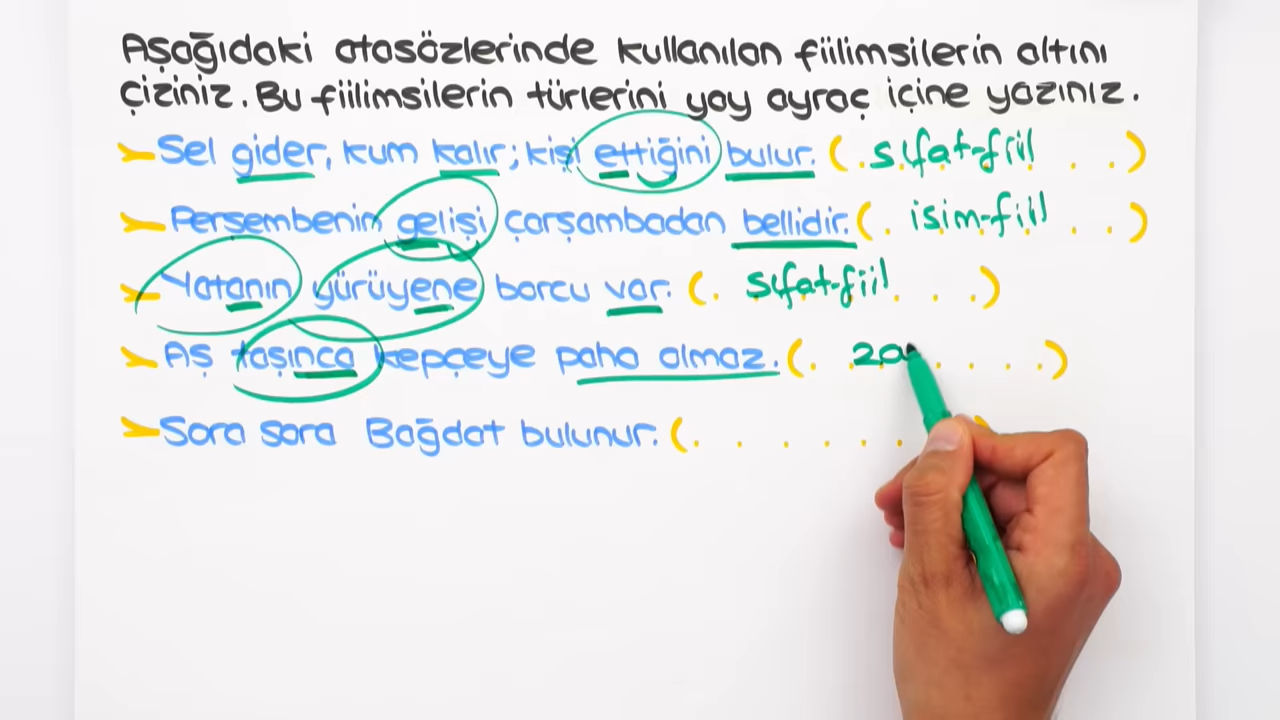 Aşağıdaki atasözlerinde kullanılan fiilimsilerin altını
çiziniz. Bu fiilimsilerin türlerini yay ayraç içine yazınız.
➤Sel gider, kum kalır; kişi ettiğini bulur. (. sıfat-fiil . . .)
➤Perşembenin gelişi çarşambadan bellidir. (. isim-fiil . . .)
➤Yatanın yürüyene borcu var. (. sıfat-fiil . . .)
➤Aş taşınca kepçeye paha olmaz. (. za . . . .)
➤Sora sora Bağdat bulunur. (. . . . . . )